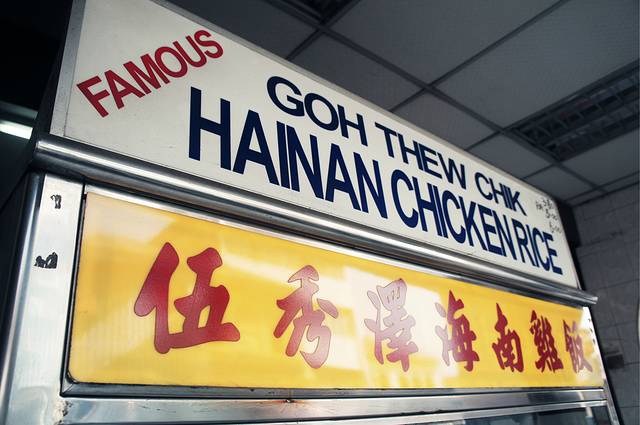 FAMOUS
GOH THEW CHIK
HAINAN CHICKEN RICE
伍秀澤海南雞飯